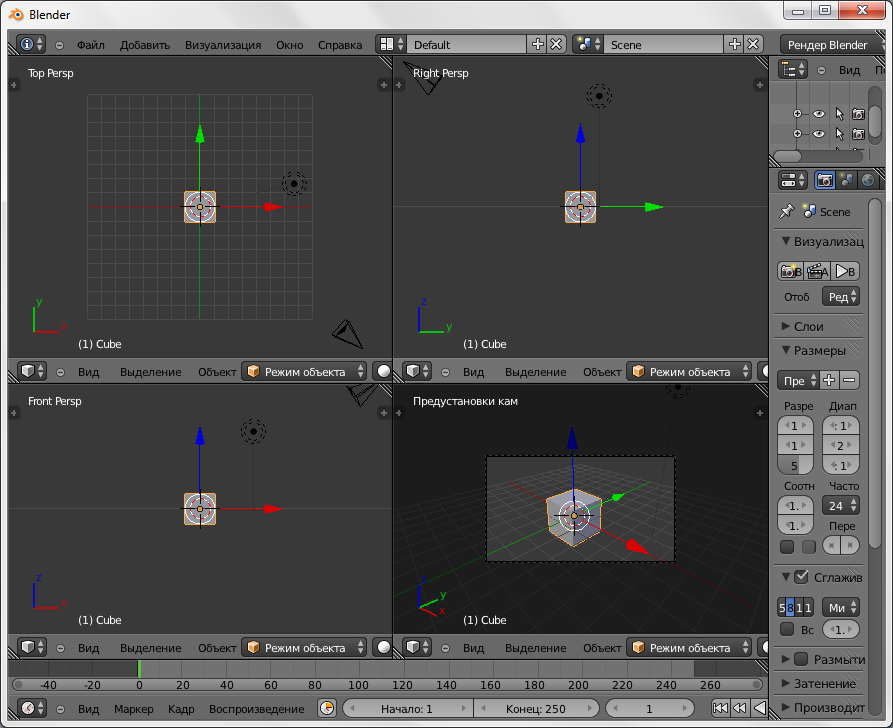 Blender
Файл Добавить Визуализация Окно Справка Default Scene Рендер Blender
Top Persp
Right Persp
Вид
y
x
(1) Cube
z
y
(1) Cube
Вид Выделение Объект Режим объекта
Вид Выделение Объект Режим объекта
Front Persp
Предустановки кам
z
x
(1) Cube
z
y
x
(1) Cube
Вид Выделение Объект Режим объекта
Вид Выделение Объект Режим объекта
Scene
Визуализац
В А В
Отоб Ред
Слои
Размеры
Пре
Разре Диап
1 : 1
1 2
5 : 1
Соотн Часто
1. 24
1. Пере
Сглажив
5 8 11 1 Ми
Вс 1.
Размыти
Затенение
Производит
-40 -20 0 20 40 60 80 100 120 140 160 180 200 220 240 260
Вид Маркер Кадр Воспроизведение Начало: 1 Конец: 250 1